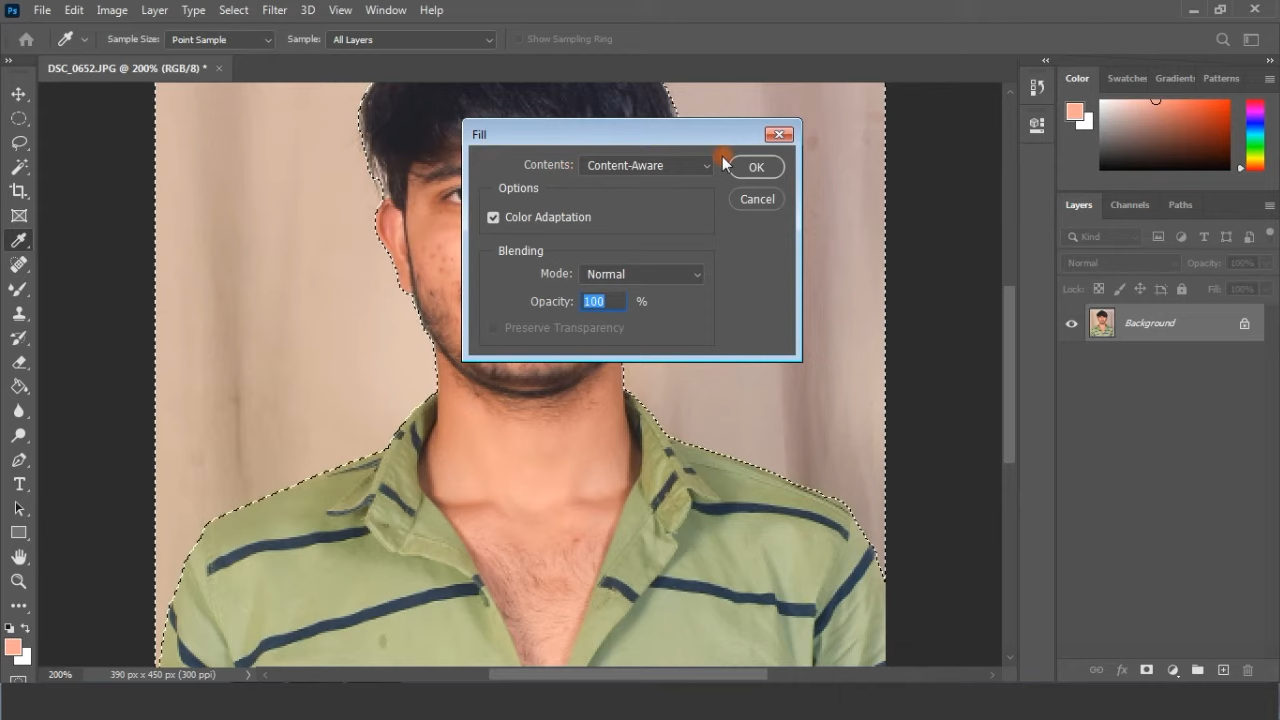 Ps File Edit Image Layer Type Select Filter 3D View Window Help
Sample Size: Point Sample Sample: All Layers Show Sampling Ring
DSC_0652.JPG @ 200% (RGB/8) * ×
Color Swatches Gradients Patterns
Fill
Contents: Content-Aware OK
Options
Cancel
Color Adaptation
Blending
Mode: Normal
Opacity: 100 %
Preserve Transparency
Layers Channels Paths
Kind
Normal Opacity: 100%
Lock: Fill: 100%
Background
T
200% 390 px x 450 px (300 ppi)